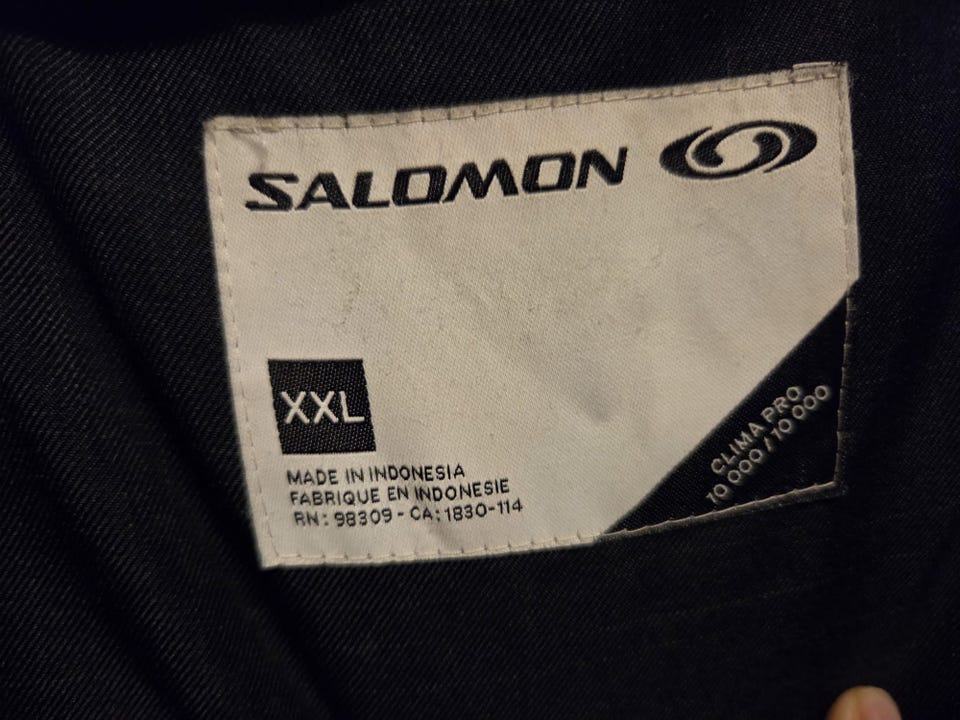 SALOMON
XXL
MADE IN INDONESIA
FABRIQUE EN INDONESIE
RN: 98309 - CA: 1830-114
CLIMA PRO
10 000 / 10 000